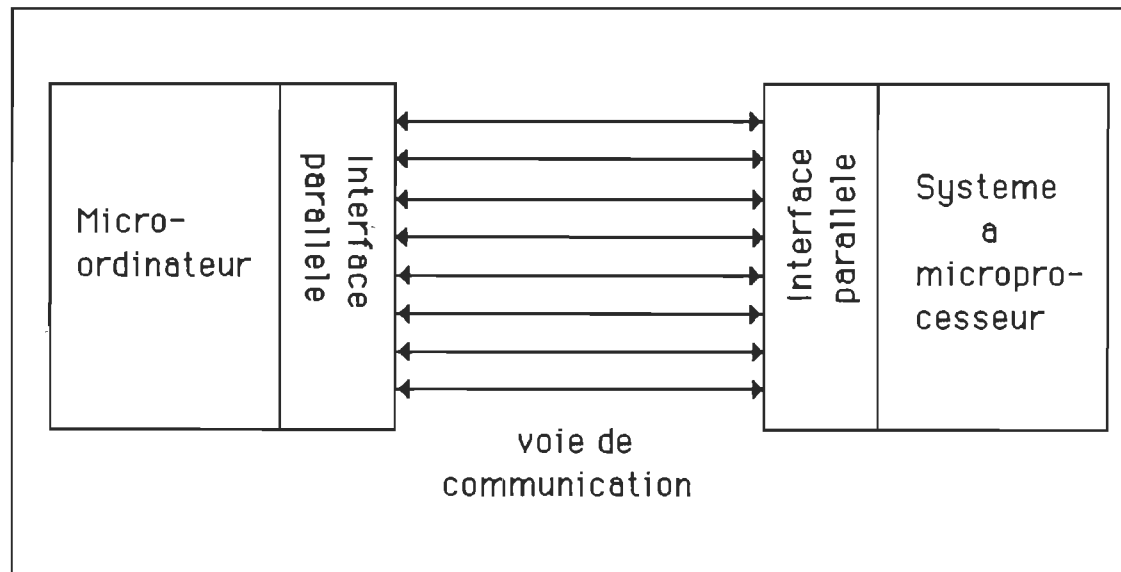 Micro-
ordinateur
Interface
parallele
Interface
parallele
Systeme
a
micropro-
cesseur
voie de
communication